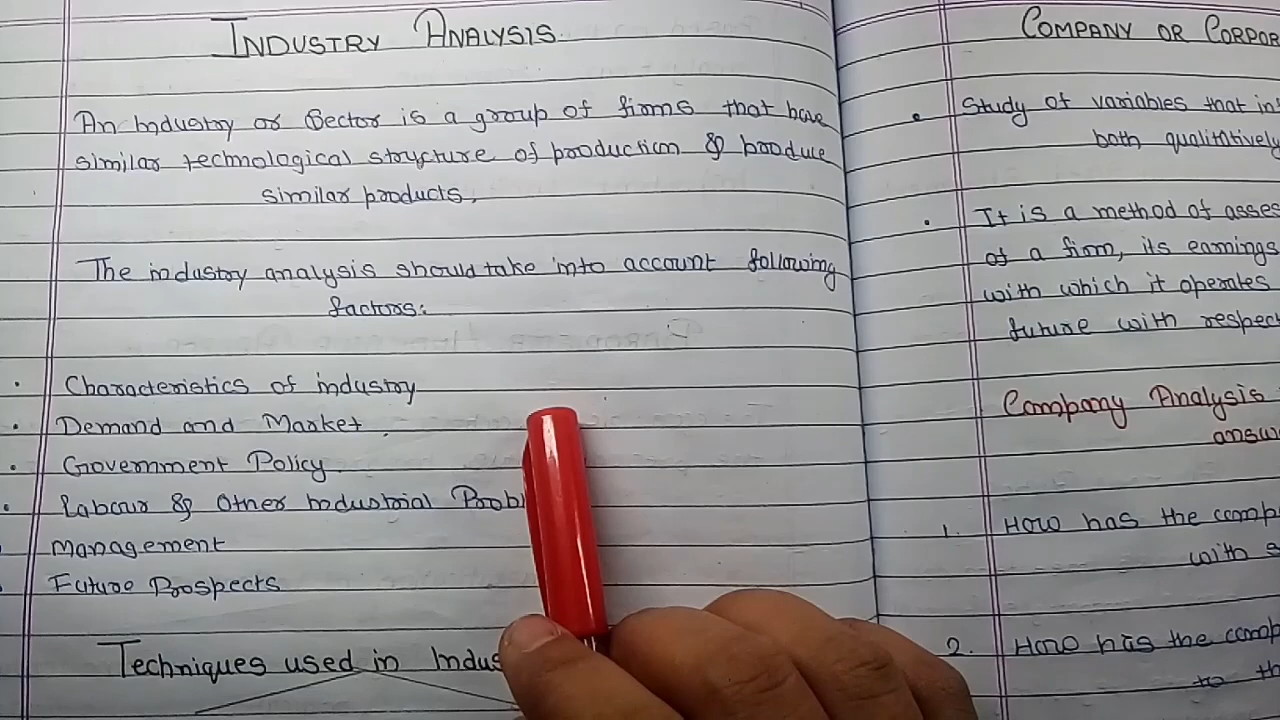 INDUSTRY ANALYSIS.
An industry or Sector is a group of firms that have
similar technological structure of production & produce
similar products.
The industry analysis should take into account following
factors:
• Characteristics of industry
• Demand and Market.
• Government Policy
• Labour & Other Industrial
Management
Future Prospects
Techniques used in
COMPANY OR
• Study of variables that
both qualitatively
• It is a method of
of a firm, its earnings
with which it operates
future with respect
Company Analysis
1. How has the
with
2. How has the
to